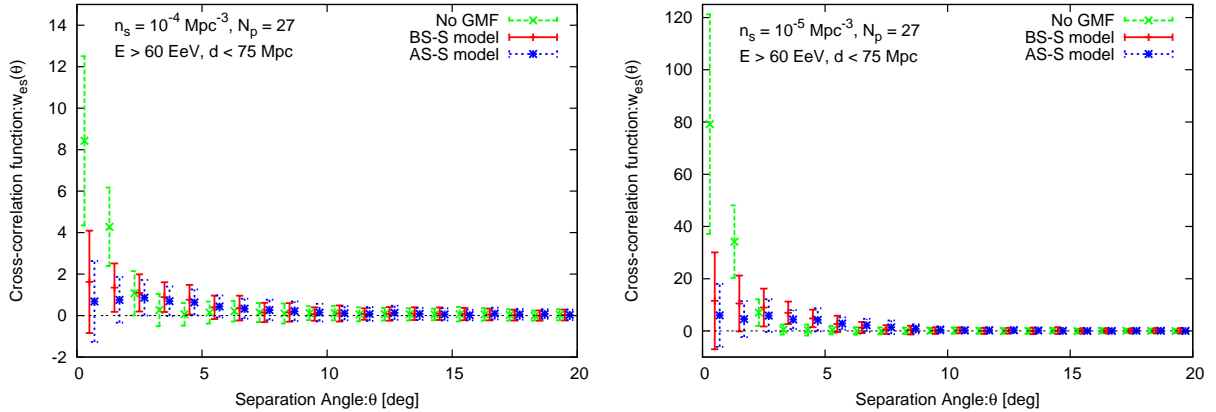 14
12
10
8
6
4
2
0
-2
0 5 10 15 20
Cross-correlation function:w_es(θ)
Separation Angle:θ [deg]
n_s = 10^-4 Mpc^-3, N_p = 27
E > 60 EeV, d < 75 Mpc
No GMF
BS-S model
AS-S model
120
100
80
60
40
20
0
0 5 10 15 20
Cross-correlation function:w_es(θ)
Separation Angle:θ [deg]
n_s = 10^-5 Mpc^-3, N_p = 27
E > 60 EeV, d < 75 Mpc
No GMF
BS-S model
AS-S model